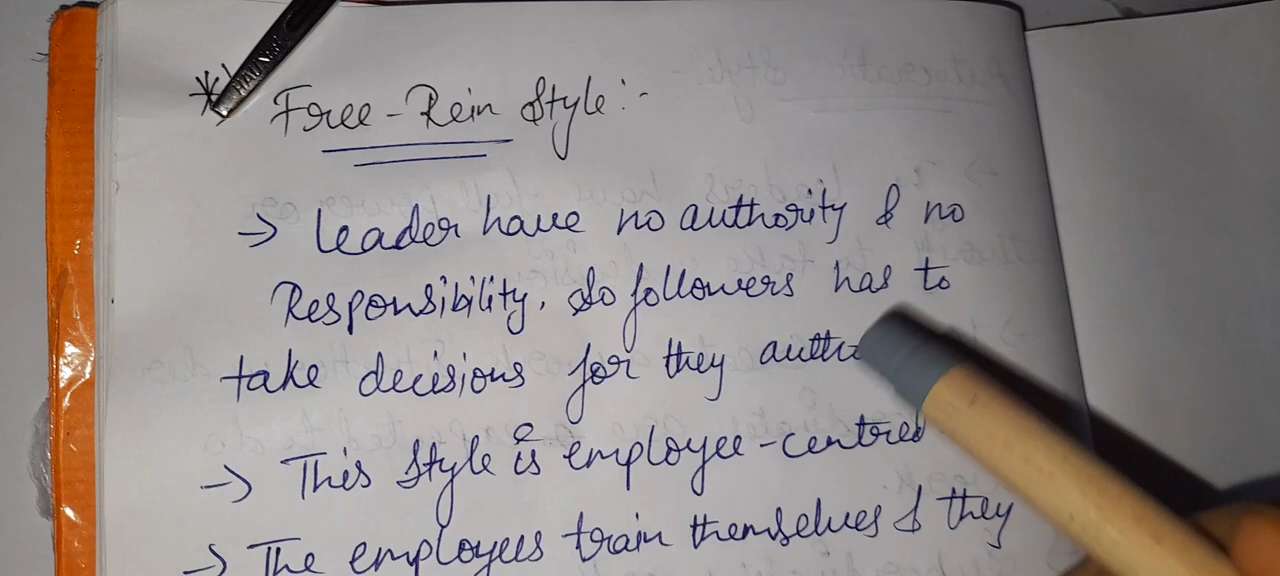 * Free-Rein Style:-
→ Leader have no authority & no
Responsibility. So followers has to
take decisions for they
→ This Style is employee-centred
→ The employees train themselves & they